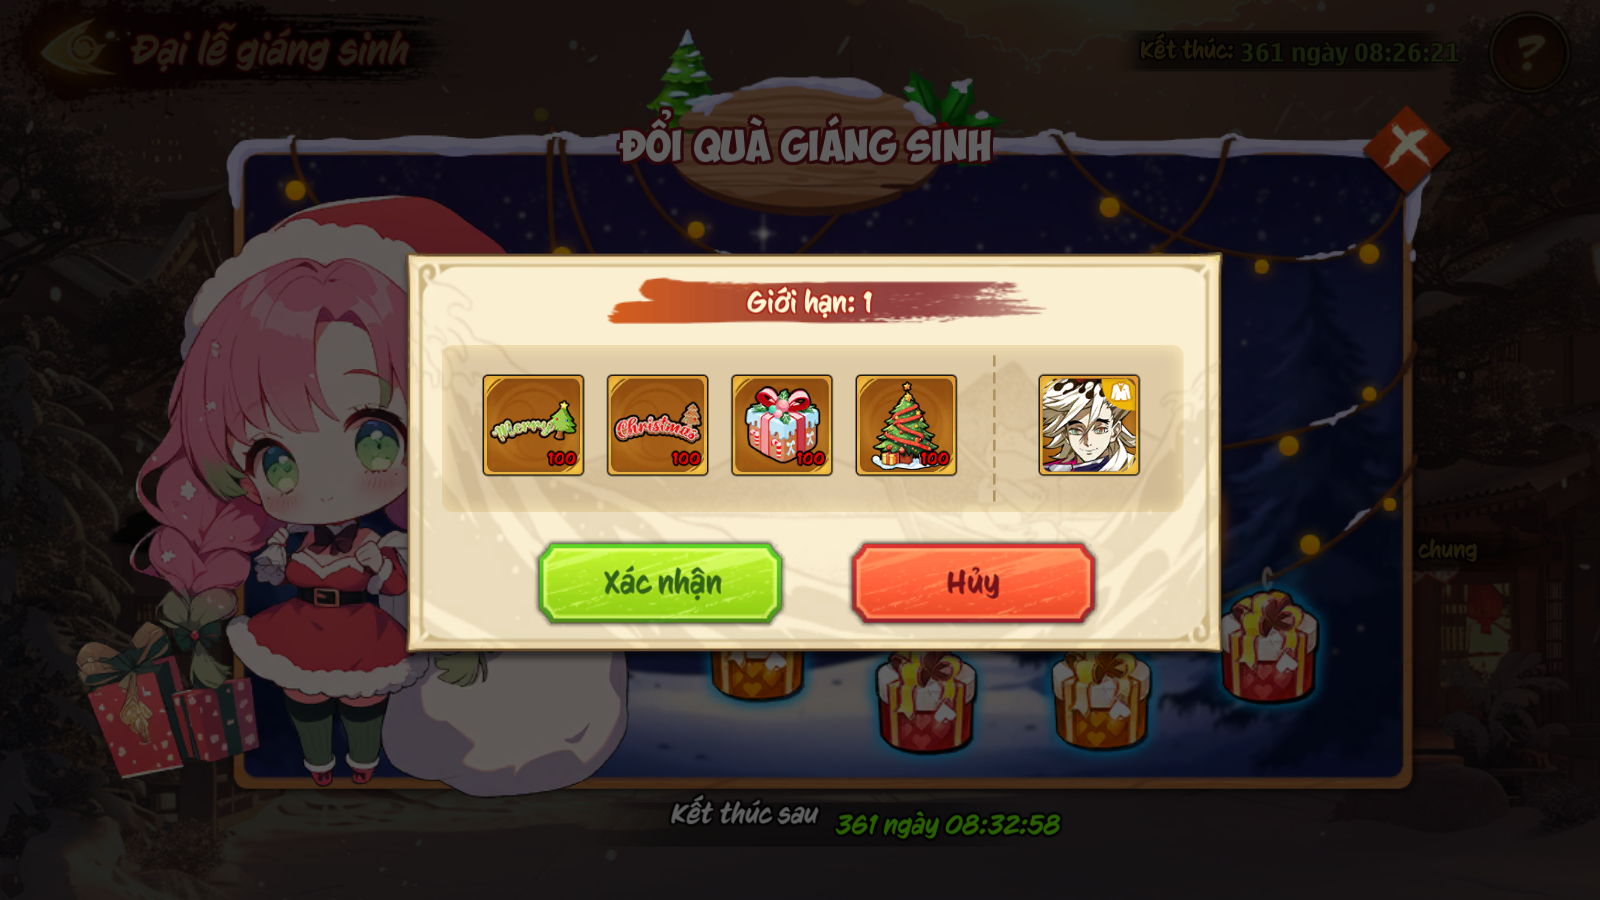 Đại lễ giáng sinh
Kết thúc: 361 ngày 08:26:21
?
ĐỔI QUÀ GIÁNG SINH
Giới hạn: 1
Merry
Christmas
M
100
100
100
100
Xác nhận
Hủy
chung
Kết thúc sau
361 ngày 08:32:58